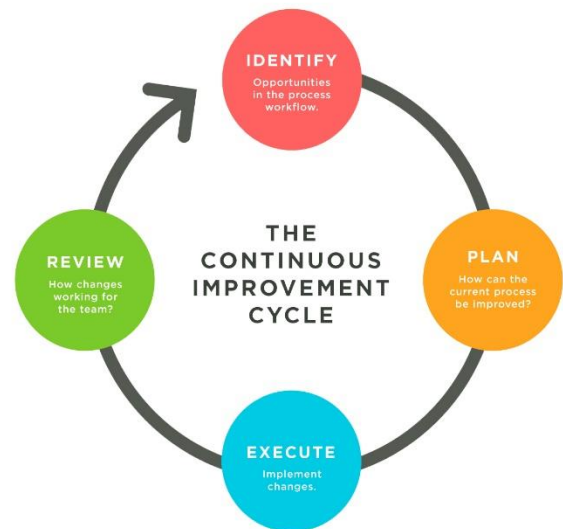 IDENTIFY
Opportunities
in the process
workflow.
PLAN
How can the
current process
be improved?
EXECUTE
Implement
changes.
REVIEW
How changes
working for
the team?
THE
CONTINUOUS
IMPROVEMENT
CYCLE